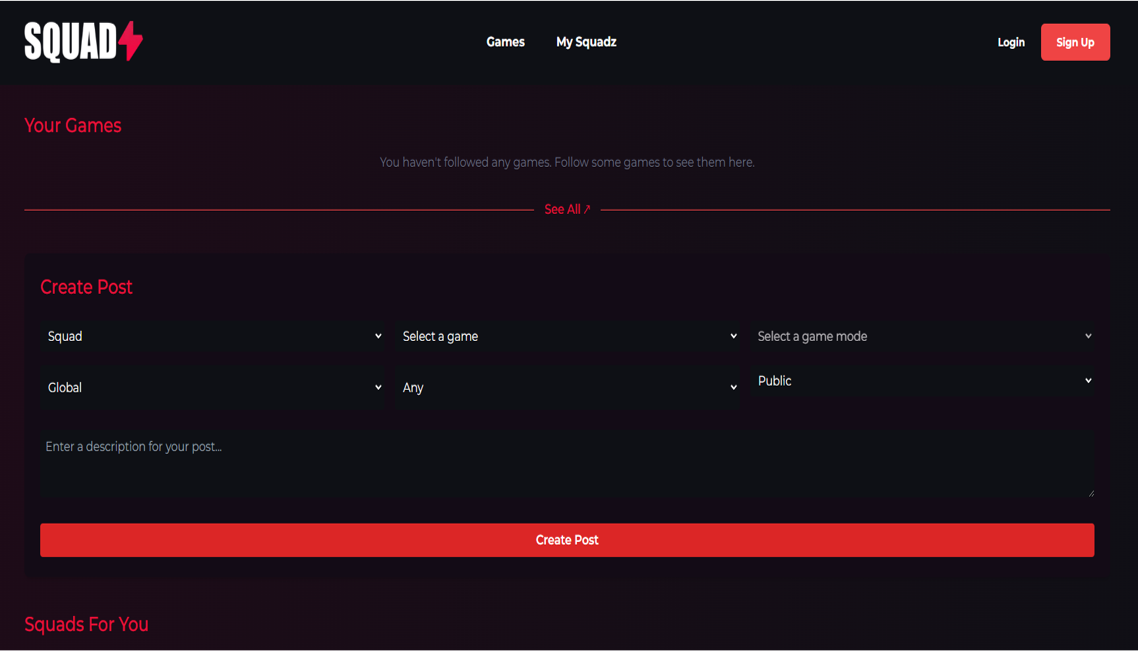 SQUAD
Games
My Squadz
Login
Sign Up
Your Games
You haven't followed any games. Follow some games to see them here.
See All ↗
Create Post
Squad
Select a game
Select a game mode
Global
Any
Public
Enter a description for your post...
Create Post
Squads For You